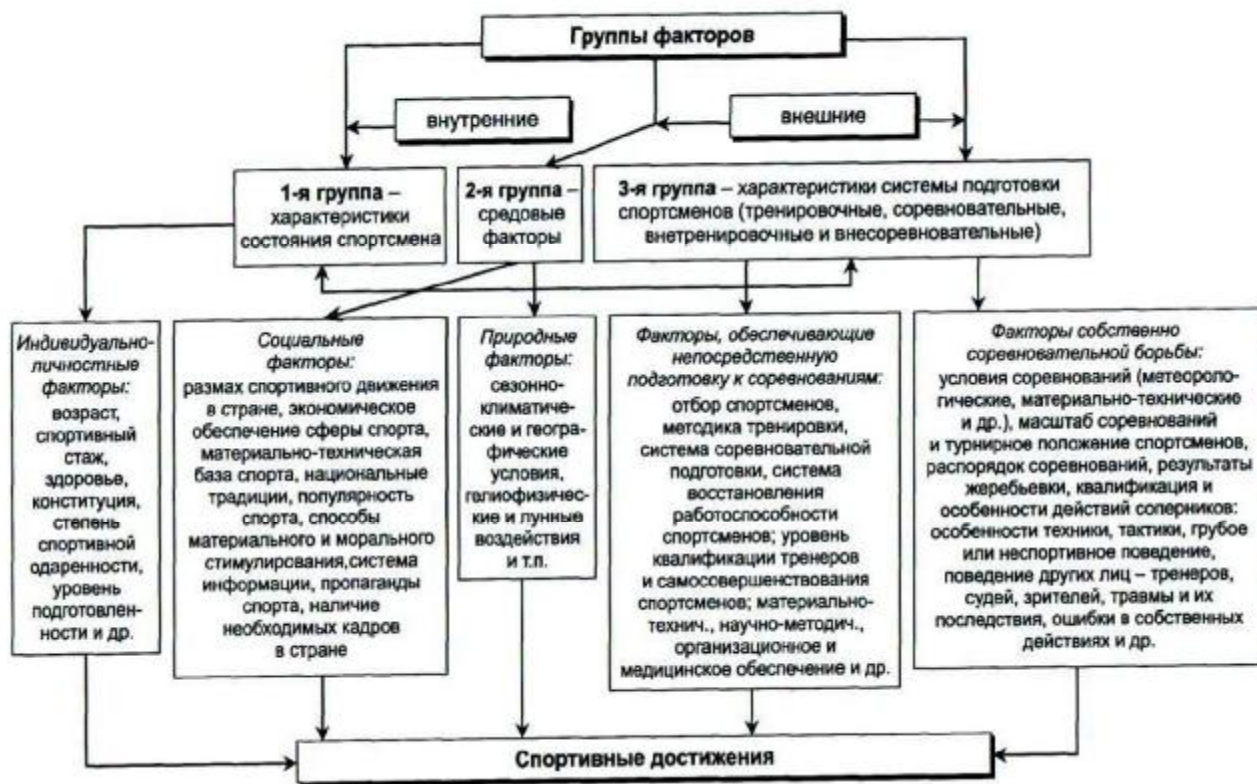 Группы факторов
внутренние
внешние
1-я группа –
характеристики
состояния спортсмена
2-я группа –
средовые
факторы
3-я группа – характеристики системы подготовки
спортсменов (тренировочные, соревновательные,
внетренировочные и внесоревновательные)
Индивидуально-
личностные
факторы:
возраст,
спортивный
стаж,
здоровье,
конституция,
степень
спортивной
одаренности,
уровень
подготовлен-
ности и др.
Социальные
факторы:
размах спортивного движения
в стране, экономическое
обеспечение сферы спорта,
материально-техническая
база спорта, национальные
традиции, популярность
спорта, способы
материального и морального
стимулирования,система
информации, пропаганды
спорта, наличие
необходимых кадров
в стране
Природные
факторы:
сезонно-
климатиче-
ские и геогра-
фические
условия,
гелиофизичес-
кие и лунные
воздействия
и т.п.
Факторы, обеспечивающие
непосредственную
подготовку к соревнованиям:
отбор спортсменов,
методика тренировки,
система соревновательной
подготовки, система
восстановления
работоспособности
спортсменов; уровень
квалификации тренеров
и самосовершенствования
спортсменов; материально-
технич., научно-методич.,
организационное и
медицинское обеспечение и др.
Факторы собственно
соревновательной борьбы:
условия соревнований (метеороло-
гические, материально-технические
и др.), масштаб соревнований
и турнирное положение спортсменов,
распорядок соревнований, результаты
жеребьевки, квалификация и
особенности действий соперников:
особенности техники, тактики, грубое
или неспортивное поведение,
поведение других лиц – тренеров,
судей, зрителей, травмы и их
последствия, ошибки в собственных
действиях и др.
Спортивные достижения